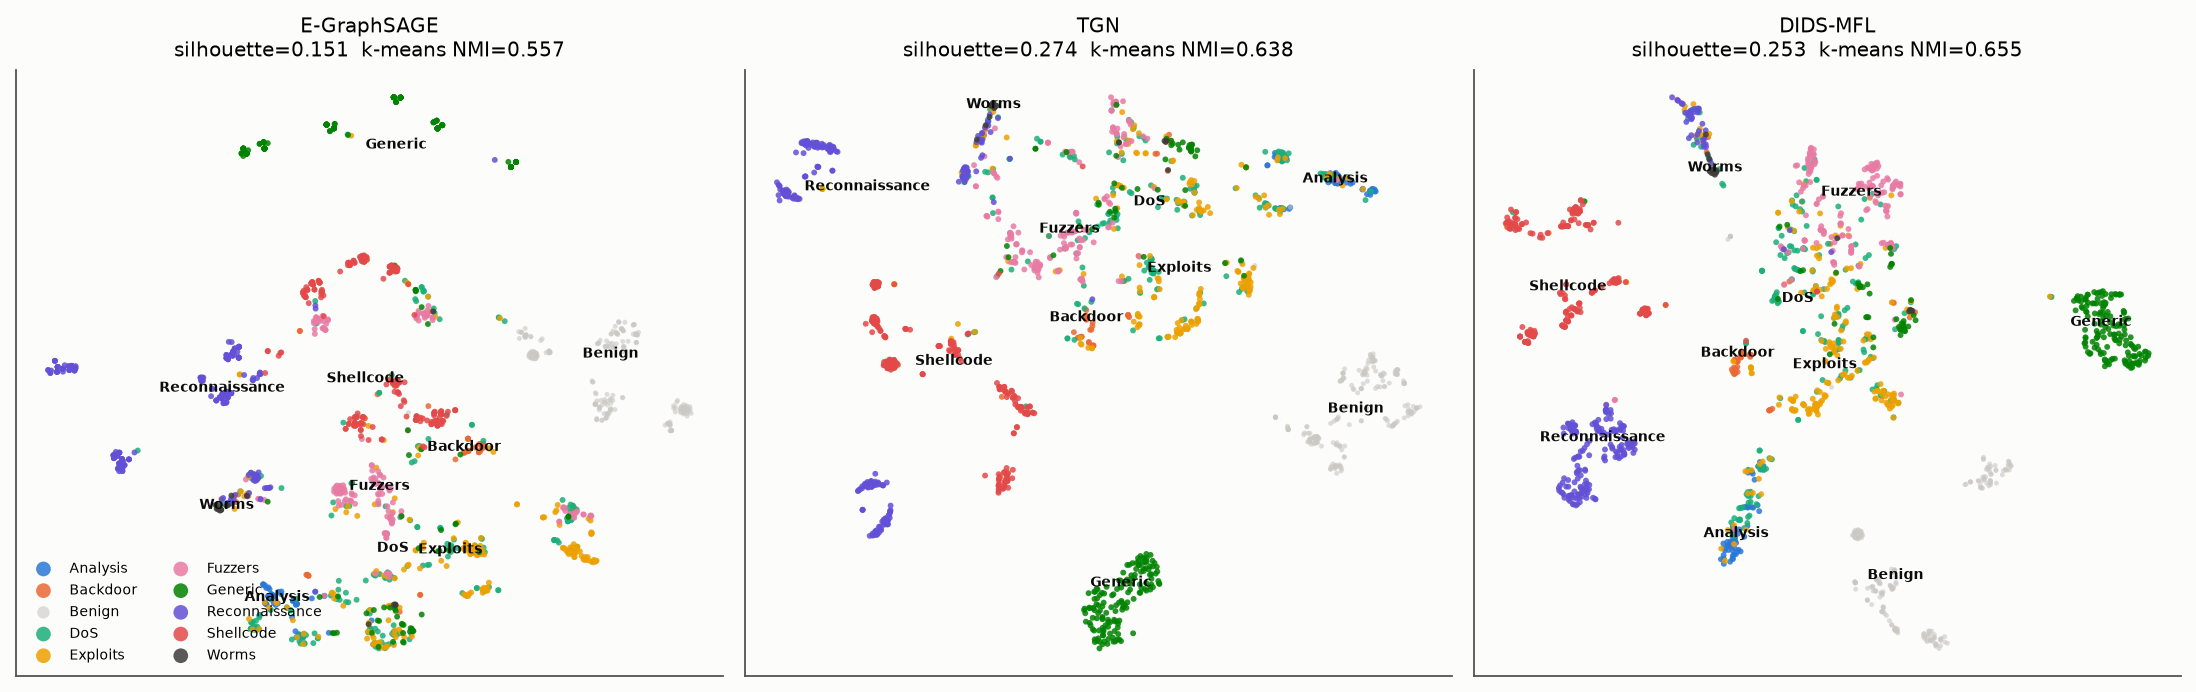 E-GraphSAGE
silhouette=0.151 k-means NMI=0.557
Generic
Benign
Reconnaissance
Shellcode
Backdoor
Fuzzers
Worms
DoS
Exploits
Analysis
Analysis
Backdoor
Benign
DoS
Exploits
Fuzzers
Generic
Reconnaissance
Shellcode
Worms
TGN
silhouette=0.274 k-means NMI=0.638
Worms
Reconnaissance
Analysis
DoS
Fuzzers
Exploits
Backdoor
Shellcode
Benign
Generic
DIDS-MFL
silhouette=0.253 k-means NMI=0.655
Worms
Fuzzers
Shellcode
DoS
Generic
Backdoor
Exploits
Reconnaissance
Analysis
Benign